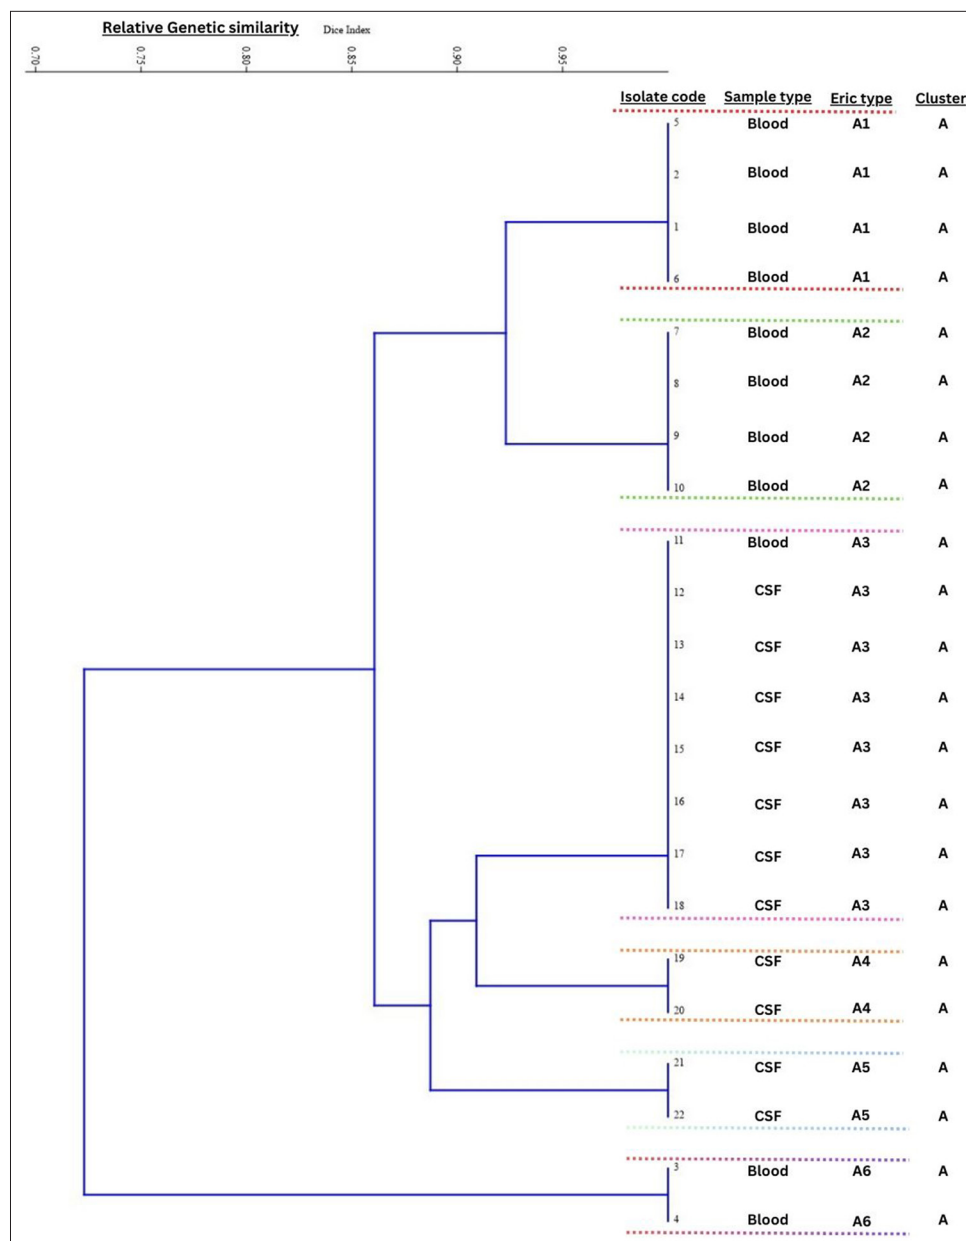 Relative Genetic similarity Dice Index
0.70 0.75 0.80 0.85 0.90 0.95
Isolate code Sample type Eric type Cluster
5 Blood A1 A
2 Blood A1 A
1 Blood A1 A
6 Blood A1 A
7 Blood A2 A
8 Blood A2 A
9 Blood A2 A
10 Blood A2 A
11 Blood A3 A
12 CSF A3 A
13 CSF A3 A
14 CSF A3 A
15 CSF A3 A
16 CSF A3 A
17 CSF A3 A
18 CSF A3 A
19 CSF A4 A
20 CSF A4 A
21 CSF A5 A
22 CSF A5 A
3 Blood A6 A
4 Blood A6 A